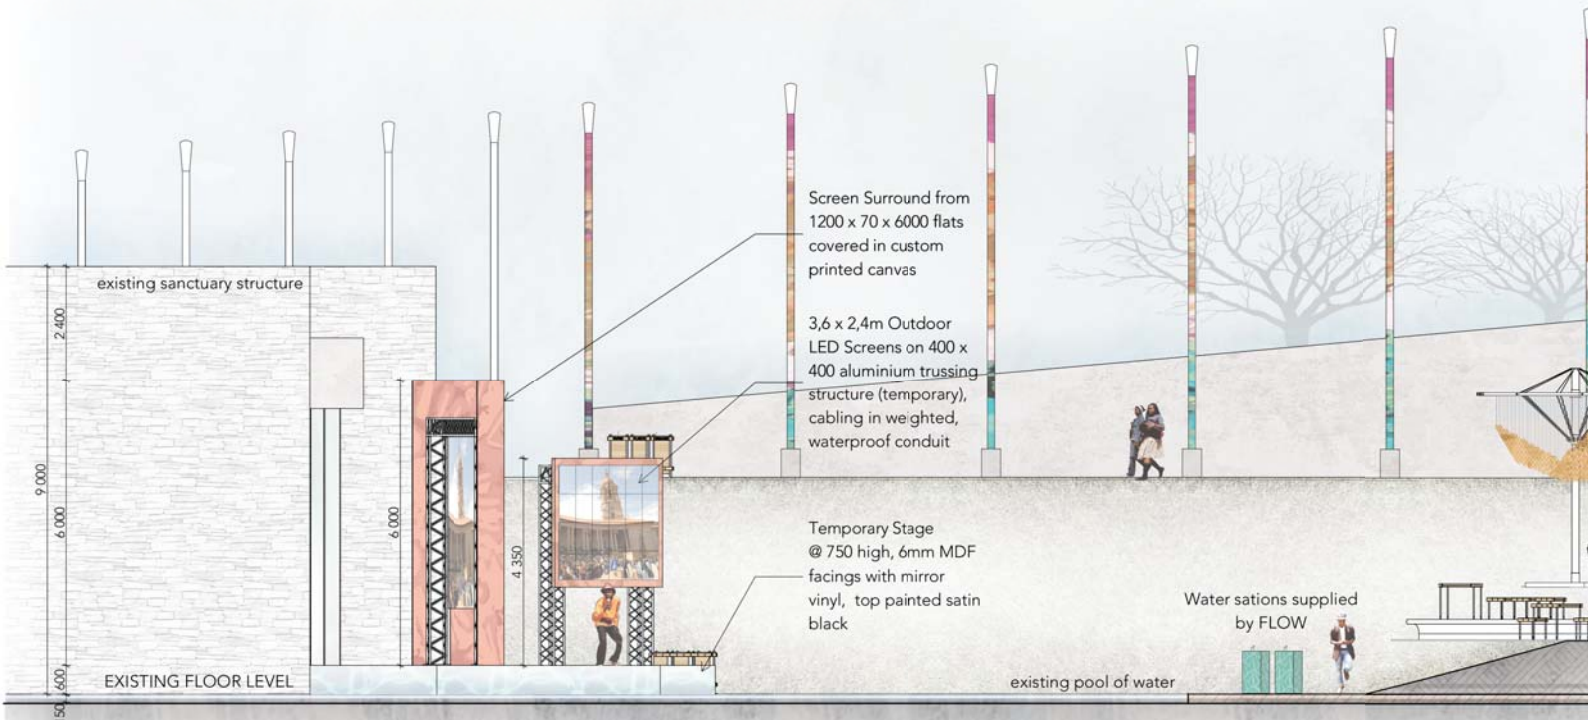 Screen Surround from
1200 x 70 x 6000 flats
covered in custom
printed canvas
existing sanctuary structure
3,6 x 2,4m Outdoor
LED Screens on 400 x
400 aluminium trussing
structure (temporary),
cabling in weighted,
waterproof conduit
2 400
9 000
6 000
6 000
4 350
Temporary Stage
@ 750 high, 6mm MDF
facings with mirror
vinyl, top painted satin
black
Water sations supplied
by FLOW
EXISTING FLOOR LEVEL
existing pool of water
600
50